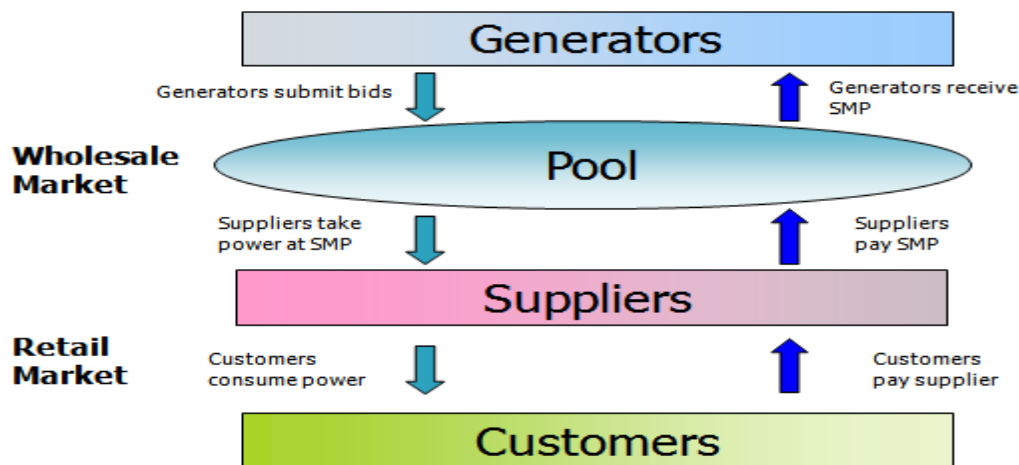 Generators
Generators submit bids
Generators receive
SMP
Wholesale
Market
Pool
Suppliers take
power at SMP
Suppliers
pay SMP
Suppliers
Retail
Market
Customers
consume power
Customers
pay supplier
Customers